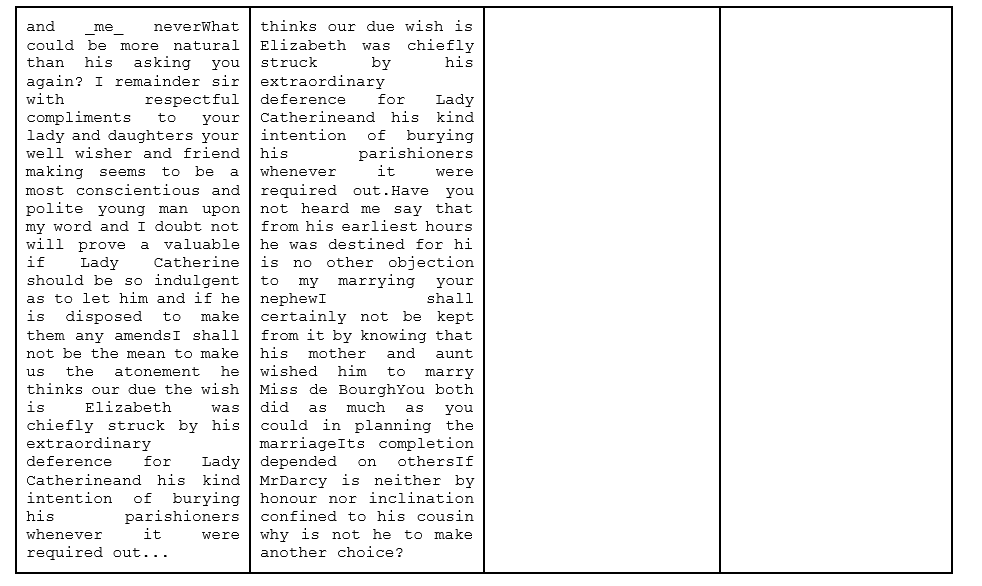 and _me_ neverWhat
could be more natural
than his asking you
again? I remainder sir
with respectful
compliments to your
lady and daughters your
well wisher and friend
making seems to be a
most conscientious and
polite young man upon
my word and I doubt not
will prove a valuable
if Lady Catherine
should be so indulgent
as to let him and if he
is disposed to make
them any amendsI shall
not be the mean to make
us the atonement he
thinks our due the wish
is Elizabeth was
chiefly struck by his
extraordinary
deference for Lady
Catherineand his kind
intention of burying
his parishioners
whenever it were
required out...
thinks our due wish is
Elizabeth was chiefly
struck by his
extraordinary
deference for Lady
Catherineand his kind
intention of burying
his parishioners
whenever it were
required out.Have you
not heard me say that
from his earliest hours
he was destined for hi
is no other objection
to my marrying your
nephewI shall
certainly not be kept
from it by knowing that
his mother and aunt
wished him to marry
Miss de BourghYou both
did as much as you
could in planning the
marriageIts completion
depended on othersIf
MrDarcy is neither by
honour nor inclination
confined to his cousin
why is not he to make
another choice?